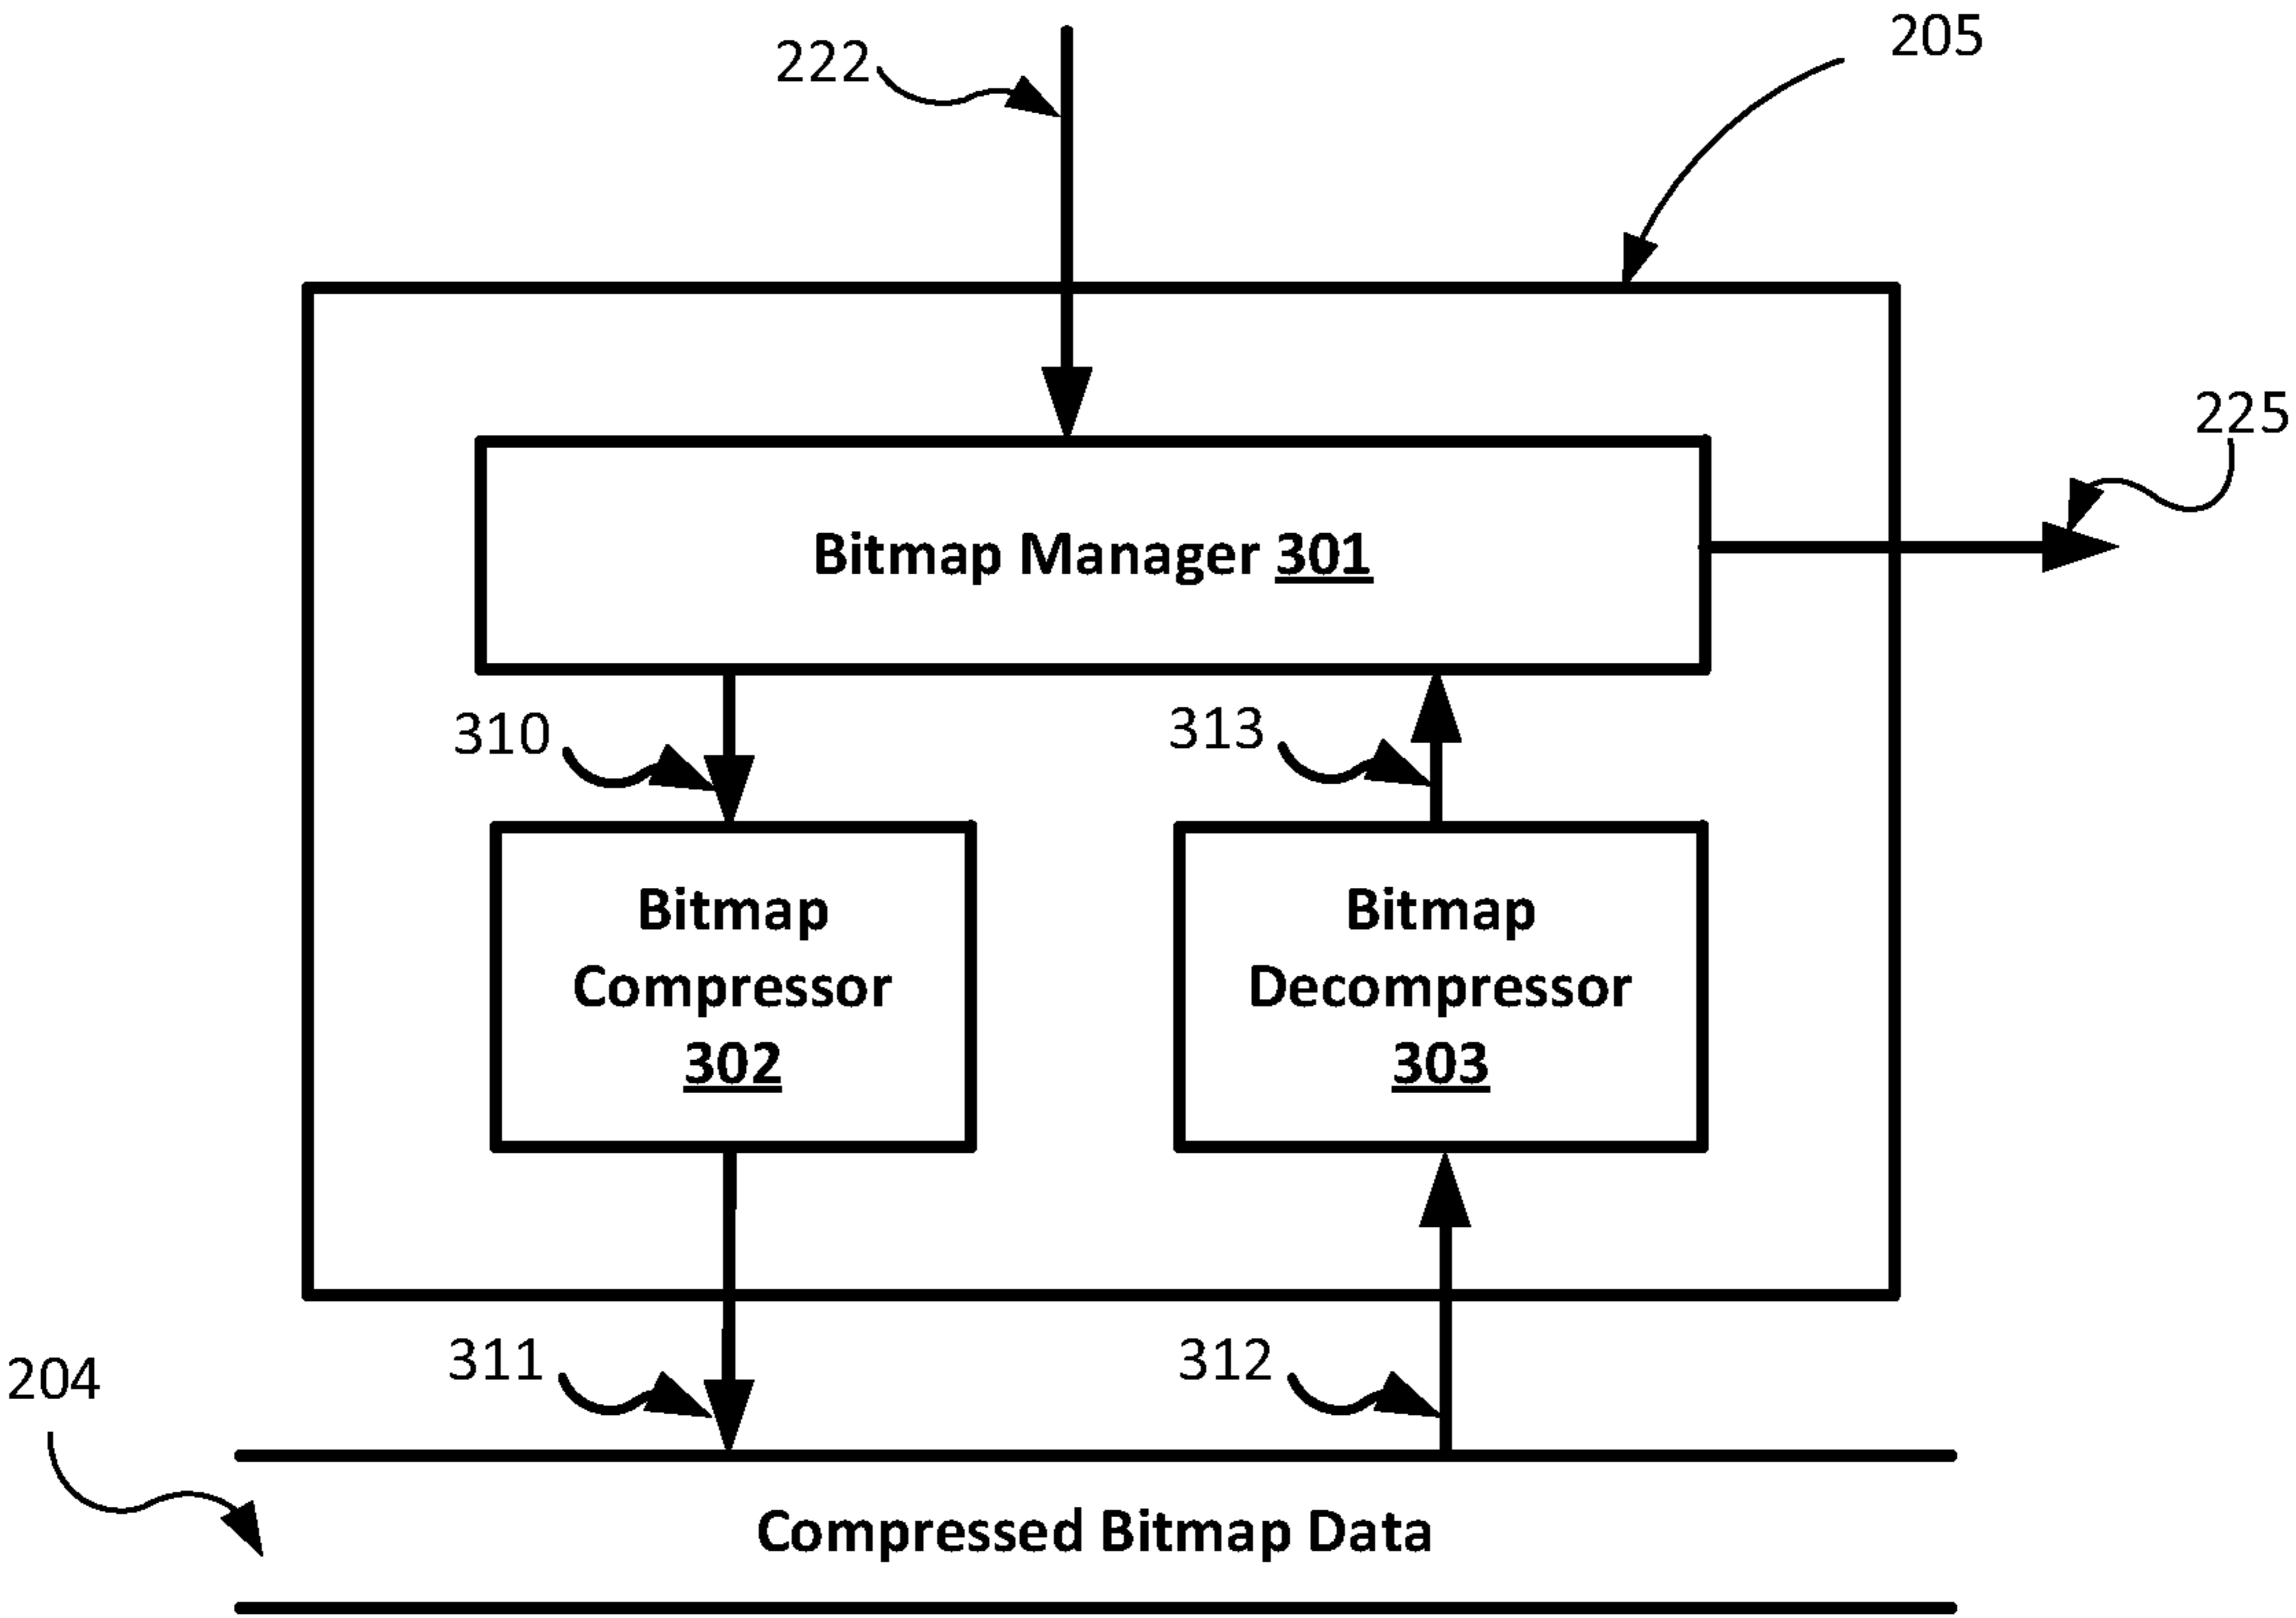 205
222
225
Bitmap Manager 301
310
313
Bitmap
Compressor
302
Bitmap
Decompressor
303
311
312
204
Compressed Bitmap Data